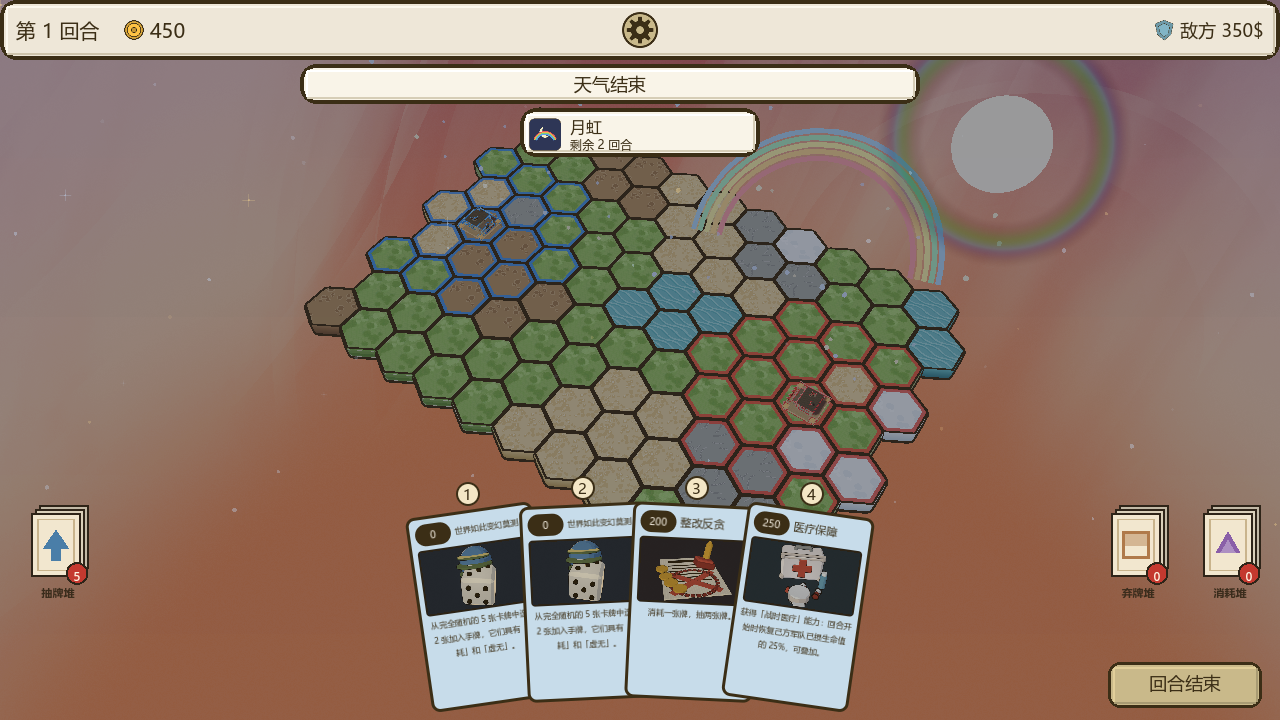 第 1 回合
450
敌方 350$
天气结束
月虹
剩余 2 回合
1
2
3
4
0
世界如此变幻莫测
从完全随机的 5 张卡牌中
2 张加入手牌，它们具有
耗」和「虚无」。
0
世界如此变幻莫测
从完全随机的 5 张卡牌中
2 张加入手牌，它们具有
耗」和「虚无」。
200
整改反贪
消耗一张牌，抽两张牌。
250
医疗保障
获得「战时医疗」能力：回合开
始时恢复己方军队已损生命值
的 25%，可叠加。
5
抽牌堆
0
弃牌堆
0
消耗堆
回合结束